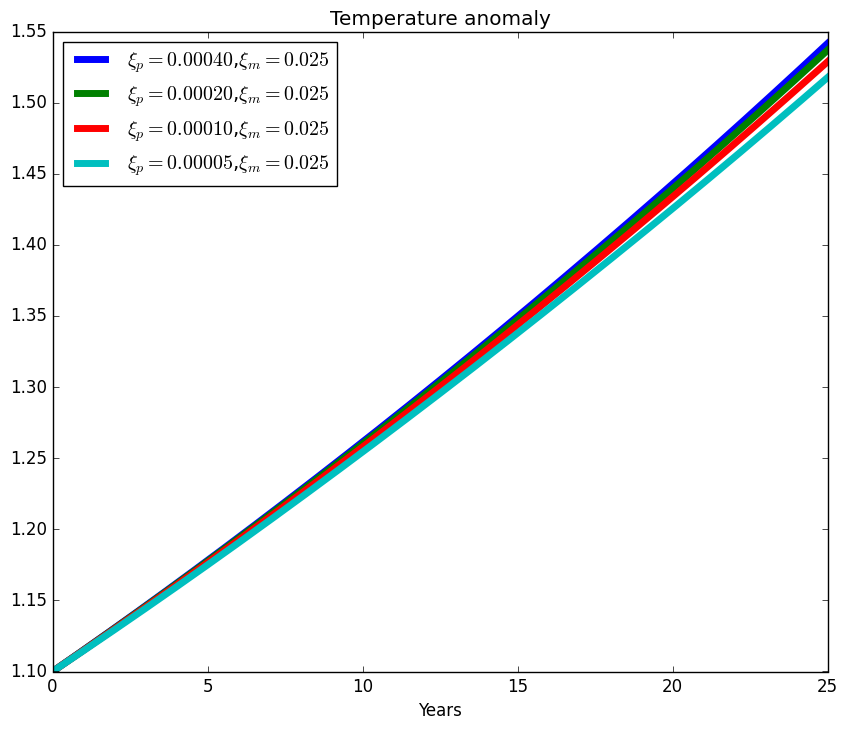 Temperature anomaly
1.55
1.50
1.45
1.40
1.35
1.30
1.25
1.20
1.15
1.10
ξₚ = 0.00040,ξₘ = 0.025
ξₚ = 0.00020,ξₘ = 0.025
ξₚ = 0.00010,ξₘ = 0.025
ξₚ = 0.00005,ξₘ = 0.025
0 5 10 15 20 25
Years